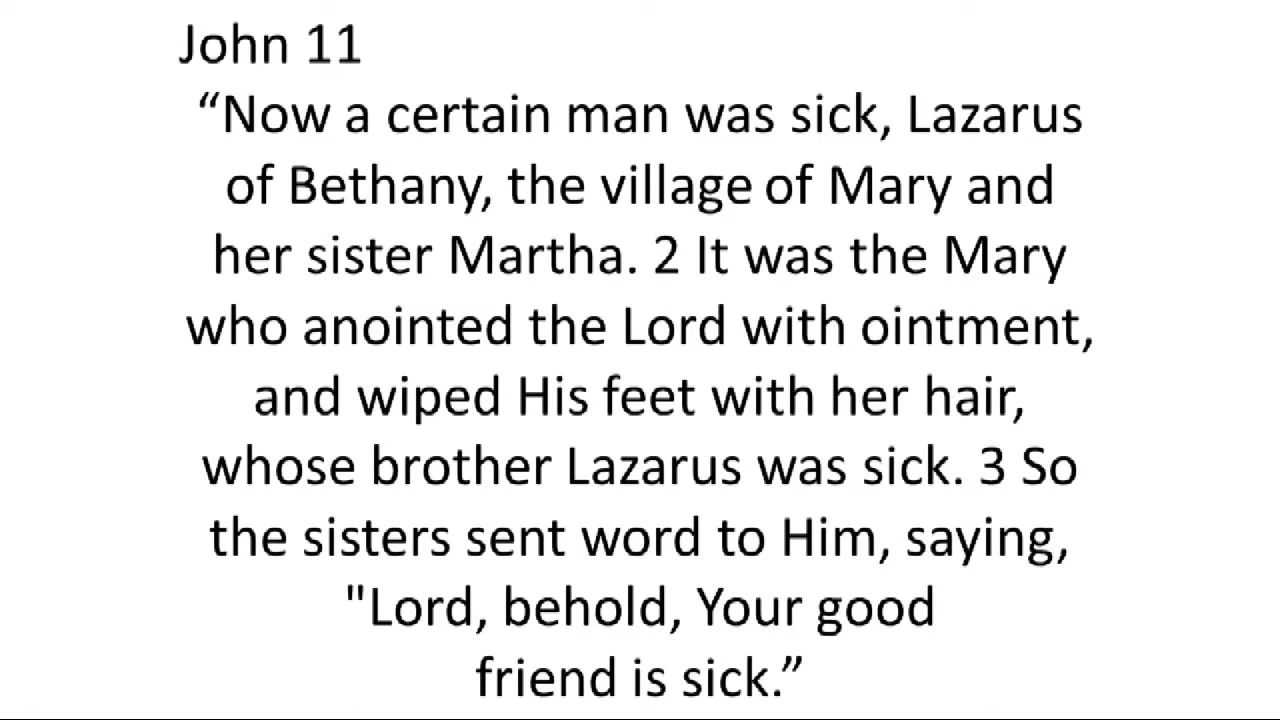 John 11
“Now a certain man was sick, Lazarus
of Bethany, the village of Mary and
her sister Martha. 2 It was the Mary
who anointed the Lord with ointment,
and wiped His feet with her hair,
whose brother Lazarus was sick. 3 So
the sisters sent word to Him, saying,
"Lord, behold, Your good
friend is sick.”